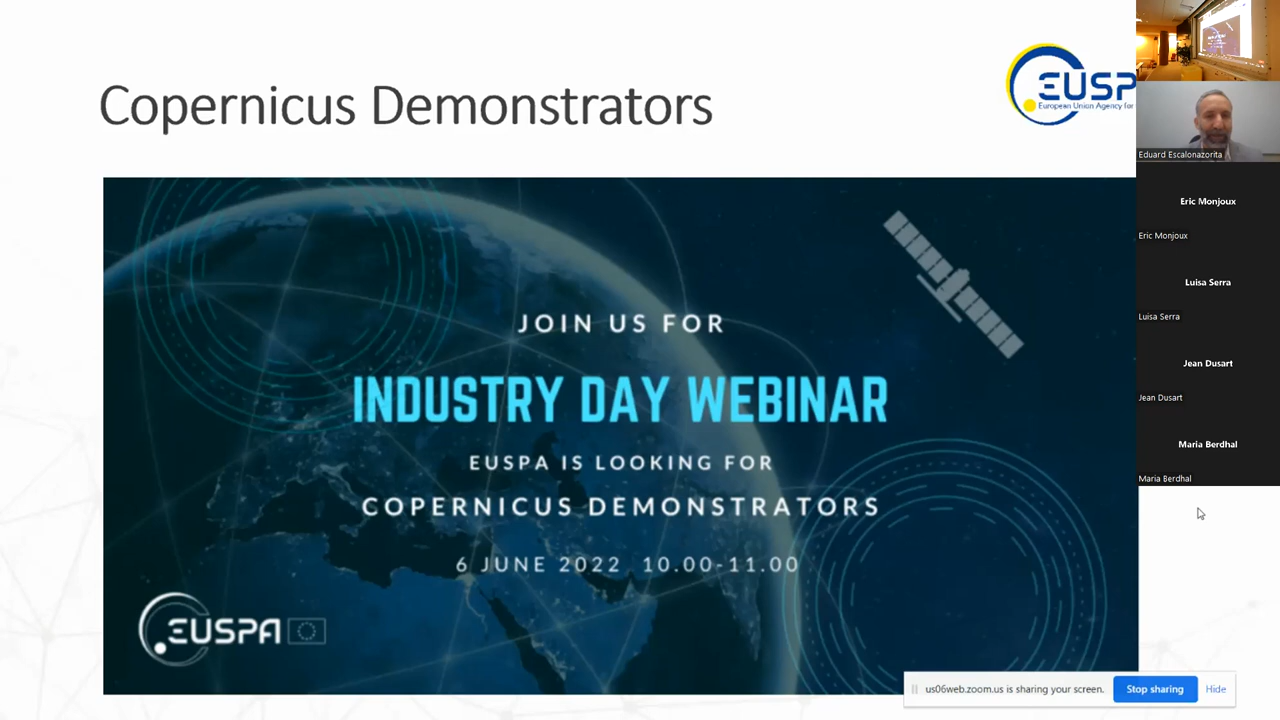 Copernicus Demonstrators
EUSP
European Union Agency for
JOIN US FOR
INDUSTRY DAY WEBINAR
EUSPA IS LOOKING FOR
COPERNICUS DEMONSTRATORS
6 JUNE 2022 10.00-11.00
EUSPA
Eduard Escalonazorita
Eric Monjoux
Eric Monjoux
Luisa Serra
Luisa Serra
Jean Dusart
Jean Dusart
Maria Berdhal
Maria Berdhal
us06web.zoom.us is sharing your screen.
Stop sharing
Hide